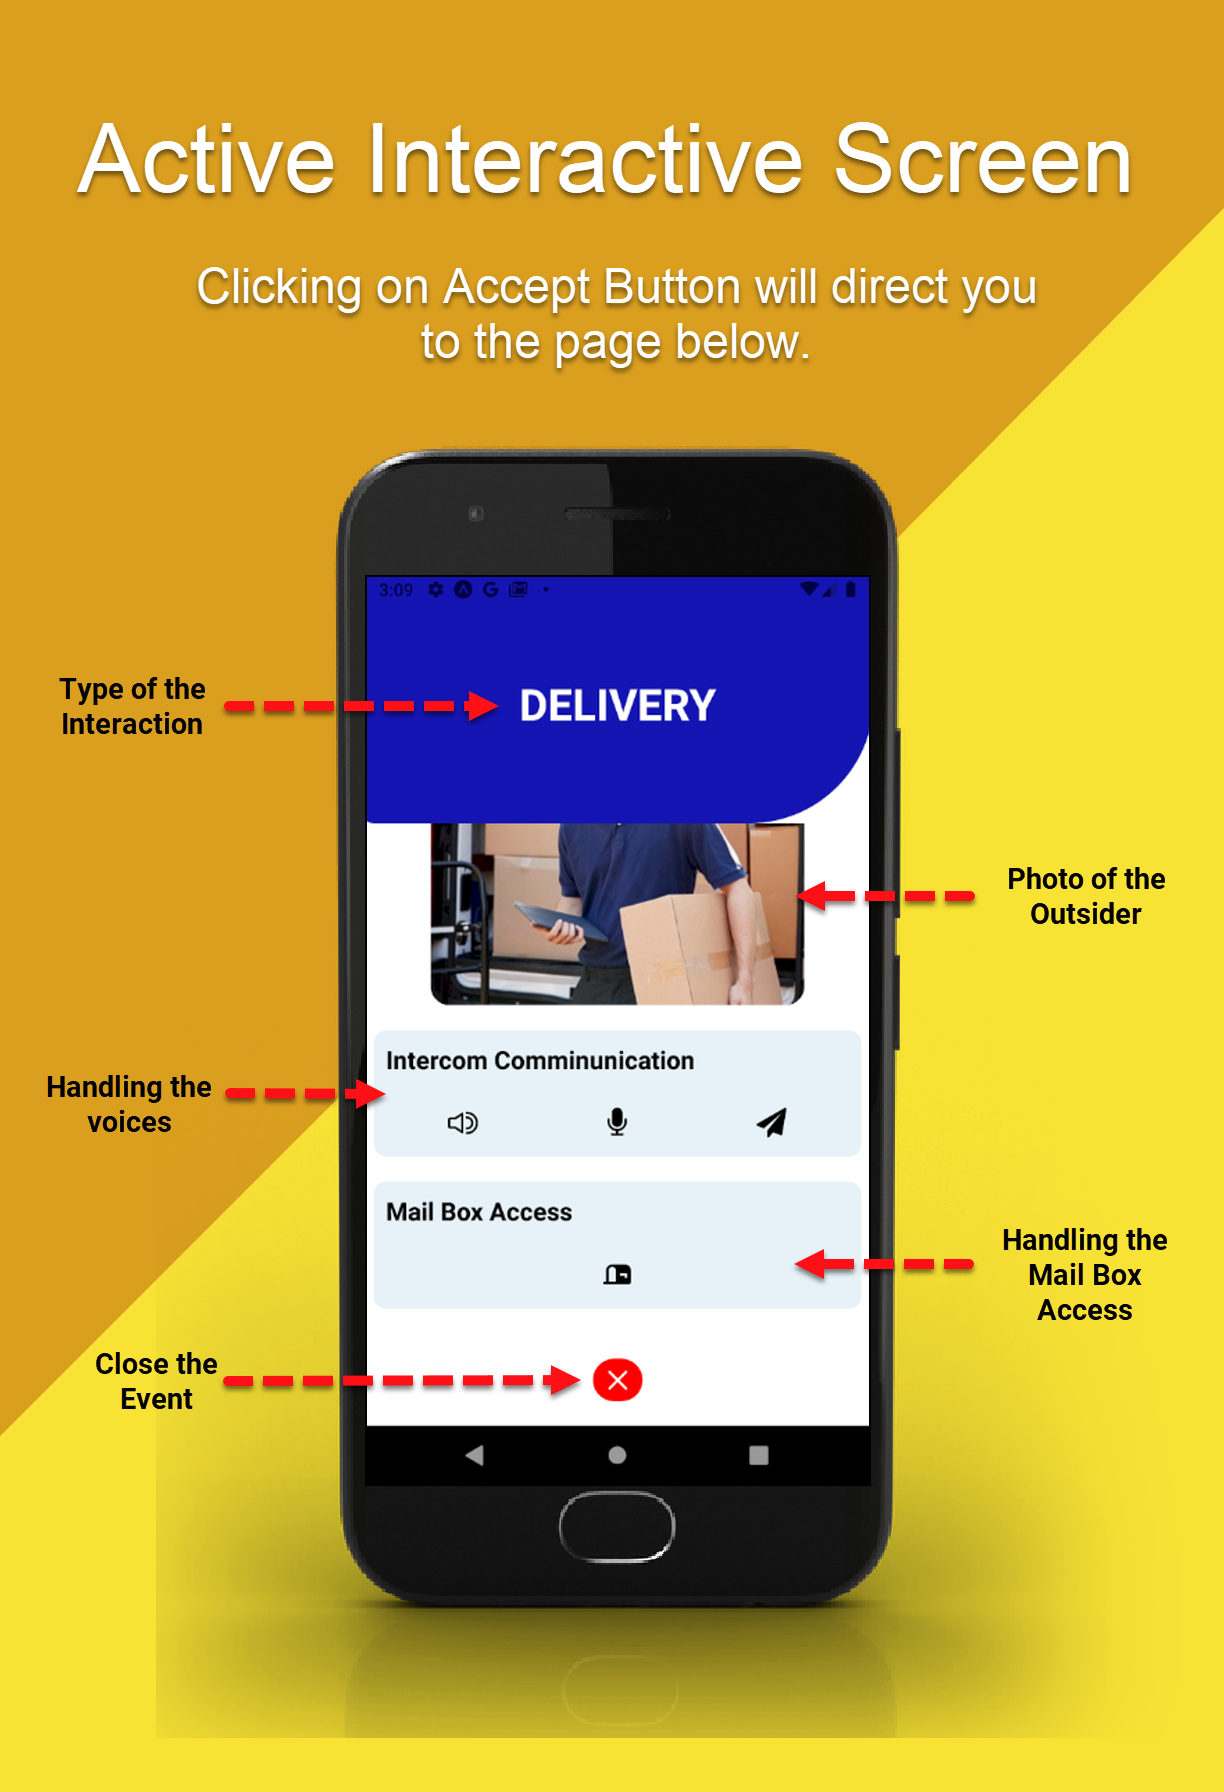 Active Interactive Screen
Clicking on Accept Button will direct you
to the page below.
3:09
Type of the
Interaction
DELIVERY
Photo of the
Outsider
Intercom Comminunication
Handling the
voices
Mail Box Access
Handling the
Mail Box
Access
Close the
Event